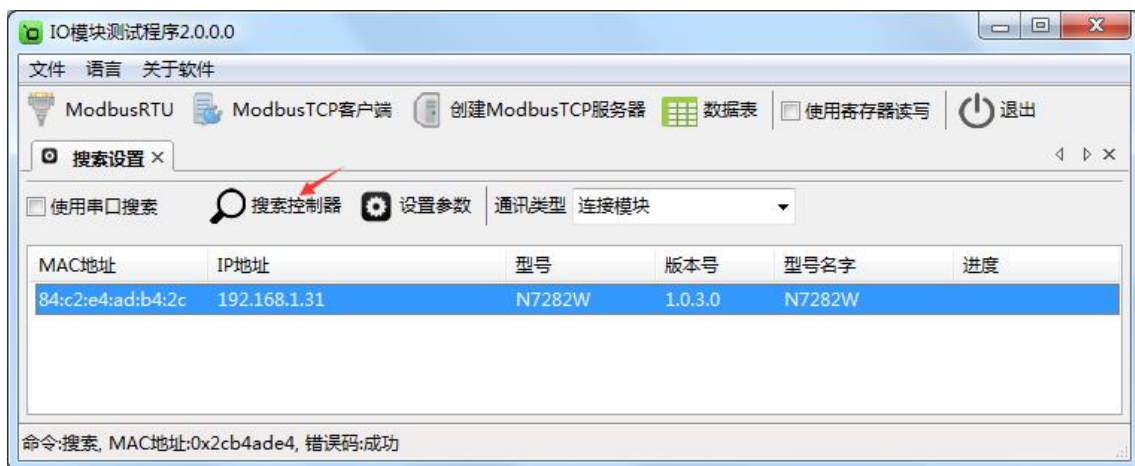 IO模块测试程序2.0.0.0
文件 语言 关于软件
ModbusRTU ModbusTCP客户端 创建ModbusTCP服务器 数据表 使用寄存器读写 退出
搜索设置
使用串口搜索 搜索控制器 设置参数 通讯类型 连接模块
MAC地址 IP地址 型号 版本号 型号名字 进度
84:c2:e4:ad:b4:2c 192.168.1.31 N7282W 1.0.3.0 N7282W
命令:搜索, MAC地址:0x2cb4ade4, 错误码:成功